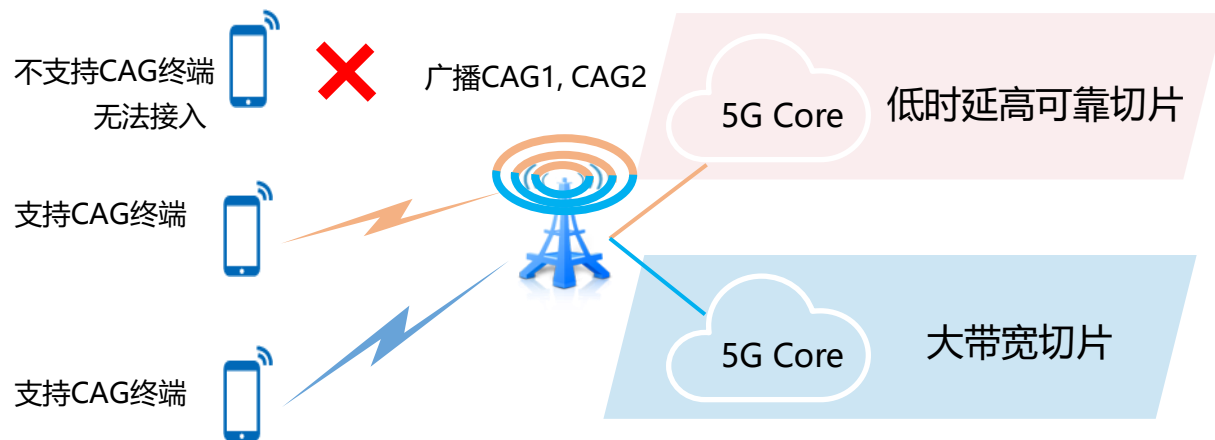 不支持CAG终端
无法接入
广播CAG1, CAG2
5G Core
低时延高可靠切片
支持CAG终端
5G Core
大带宽切片
支持CAG终端